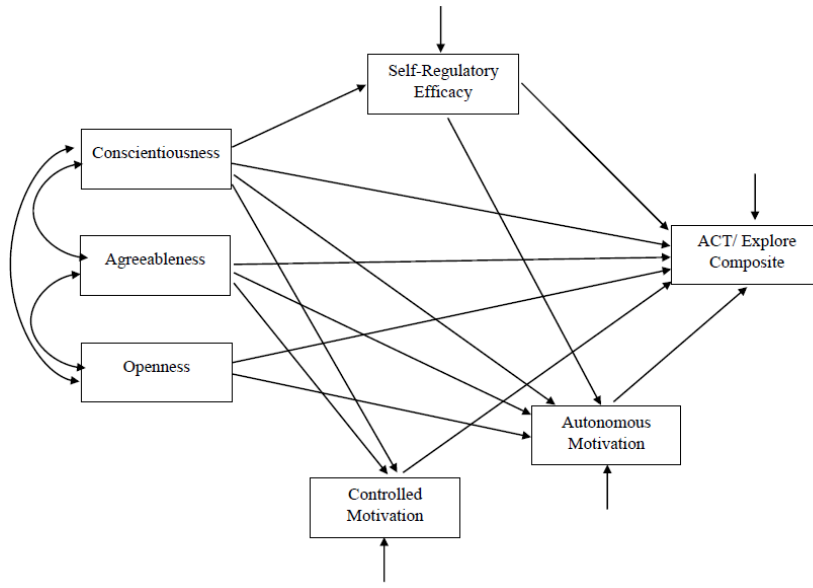 Self-Regulatory
Efficacy
Conscientiousness
Agreeableness
ACT/ Explore
Composite
Openness
Autonomous
Motivation
Controlled
Motivation